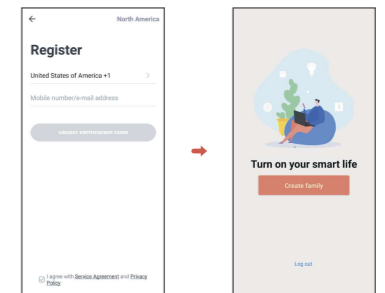 North America
Register
United States of America +1
Mobile number/e-mail address
I agree with Service Agreement and Privacy
Policy
Turn on your smart life
Create family
Log out